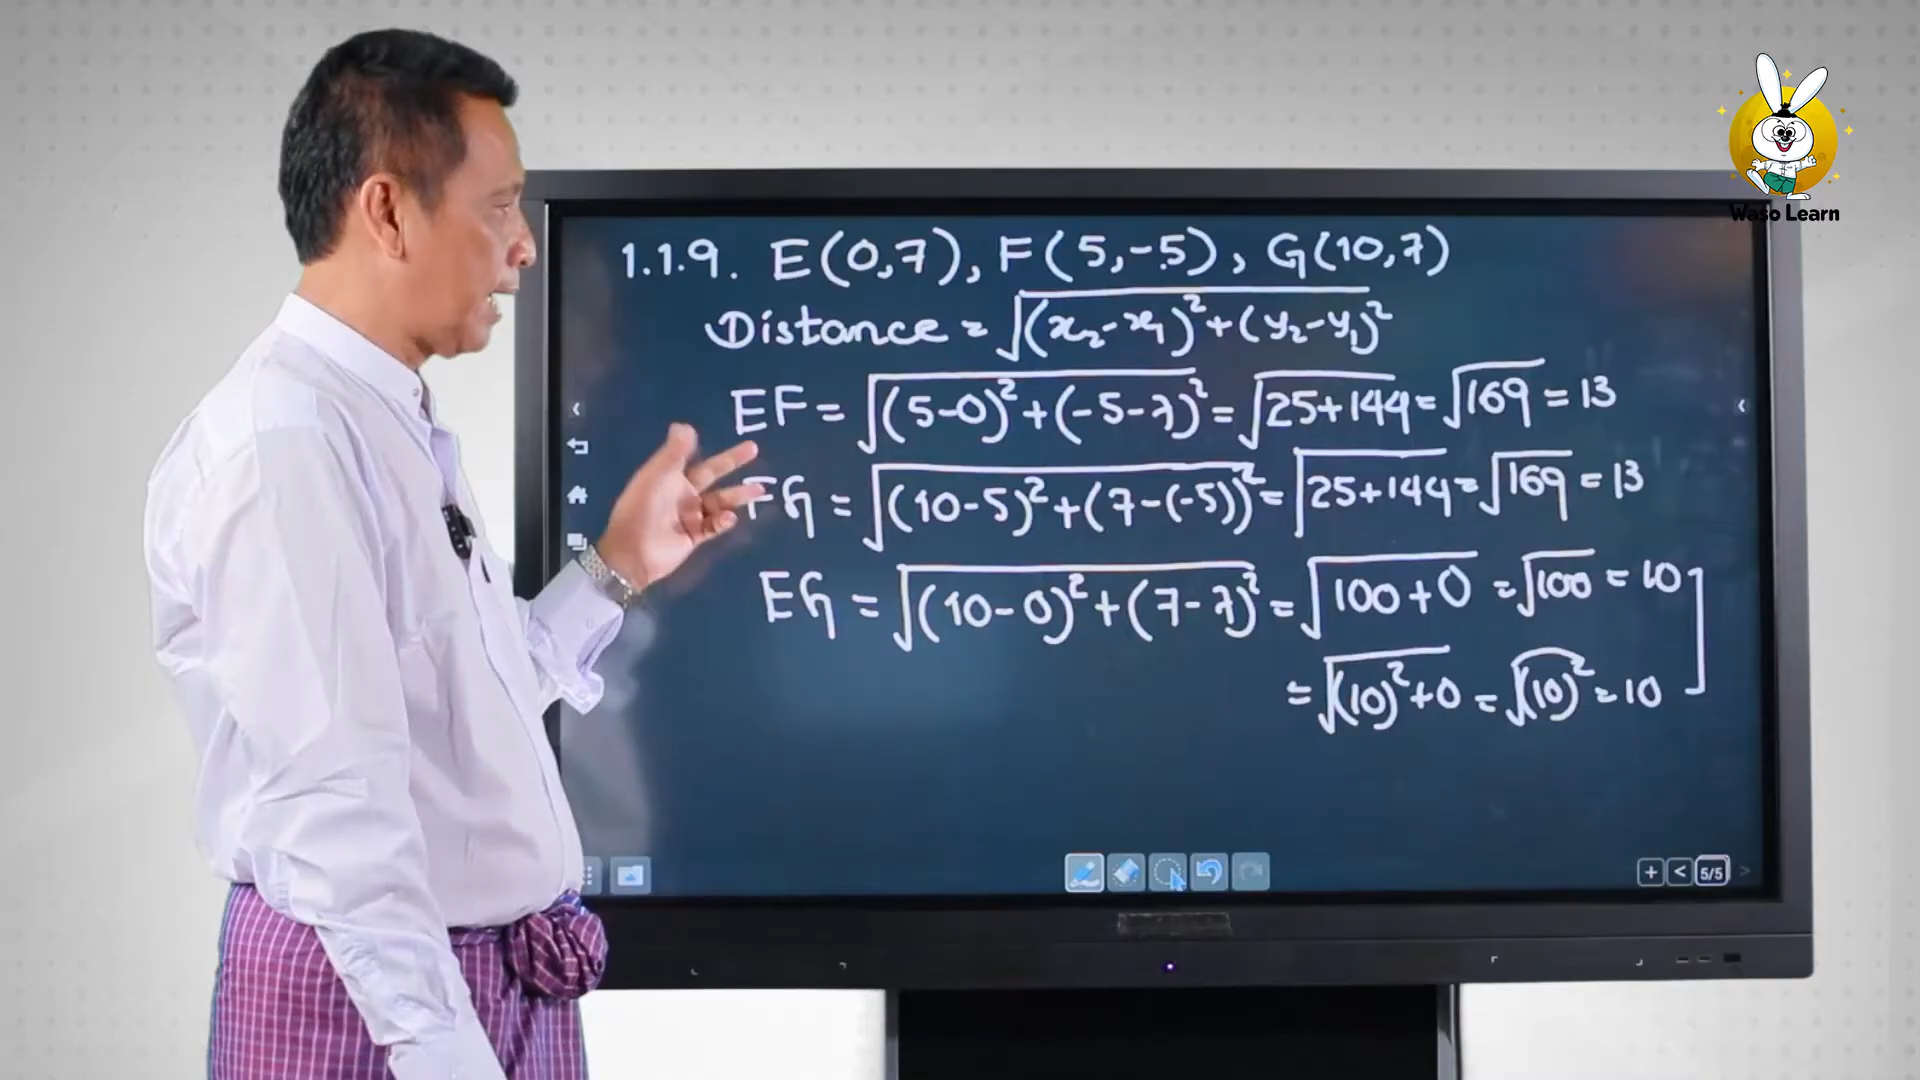 Waso Learn
1.1.9. E(0,7), F(5,-5), G(10,7)
Distance = √(x₂-x₁)²+(y₂-y₁)²
EF = √(5-0)²+(-5-7)² = √25+144 = √169 = 13
FG = √(10-5)²+(7-(-5))² = √25+144 = √169 = 13
EG = √(10-0)²+(7-7)² = √100+0 = √100 = 10
= √(10)²+0 = √(10)² = 10
5/5